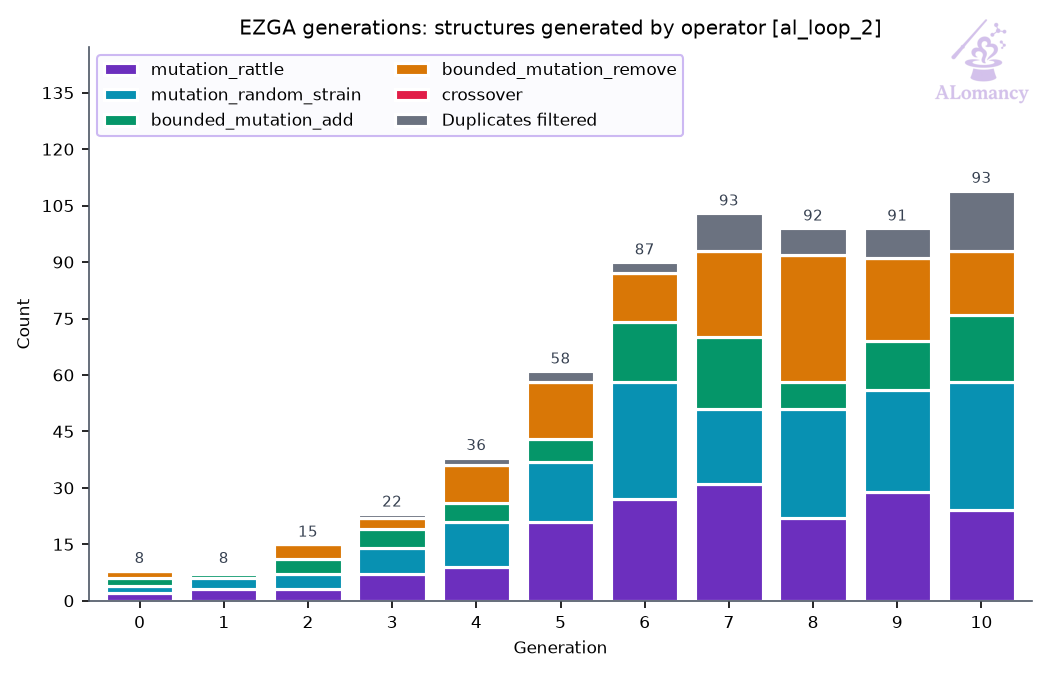 EZGA generations: structures generated by operator [al_loop_2]
ALomancy
mutation_rattle
mutation_random_strain
bounded_mutation_add
bounded_mutation_remove
crossover
Duplicates filtered
Count
135
120
105
90
75
60
45
30
15
0
8
8
15
22
36
58
87
93
92
91
93
0 1 2 3 4 5 6 7 8 9 10
Generation